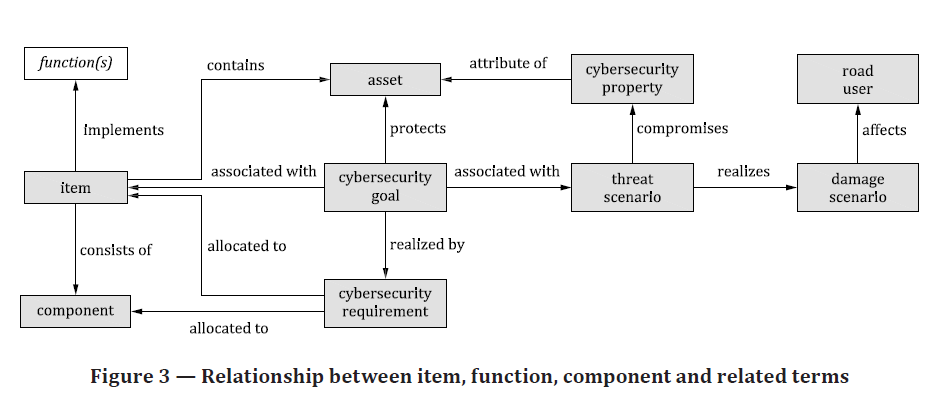 function(s)
contains
asset
attribute of
cybersecurity
property
road
user
implements
protects
compromises
affects
item
associated with
cybersecurity
goal
associated with
threat
scenario
realizes
damage
scenario
consists of
allocated to
realized by
component
allocated to
cybersecurity
requirement
Figure 3 — Relationship between item, function, component and related terms